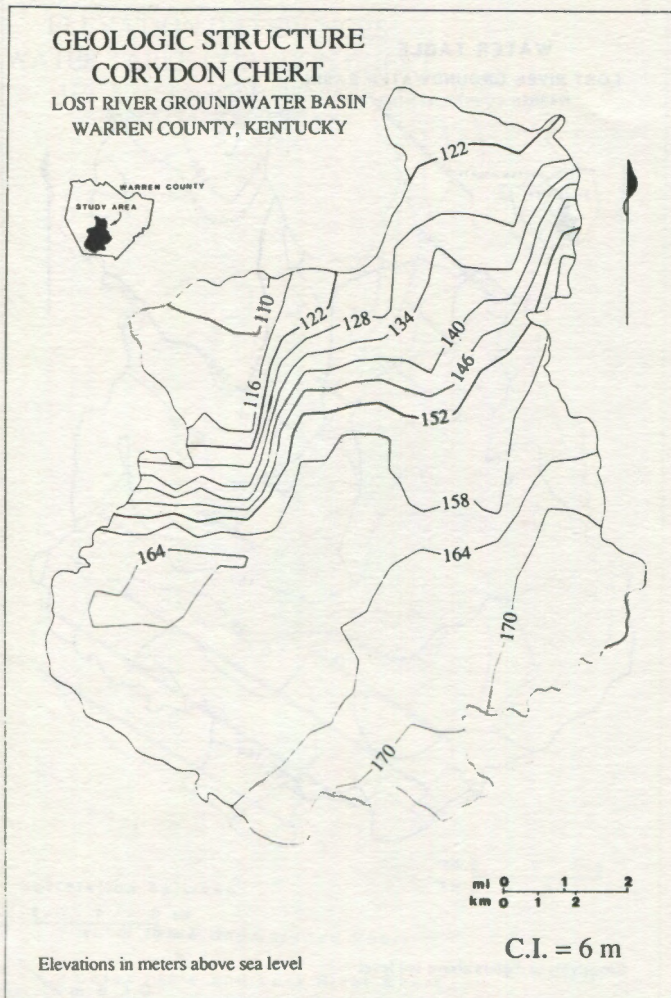 GEOLOGIC STRUCTURE
CORYDON CHERT
LOST RIVER GROUNDWATER BASIN
WARREN COUNTY, KENTUCKY
WARREN COUNTY
STUDY AREA
122
110
122
128
134
140
146
116
152
158
164
164
170
170
mi 0 1 2
km 0 1 2
C.I. = 6 m
Elevations in meters above sea level